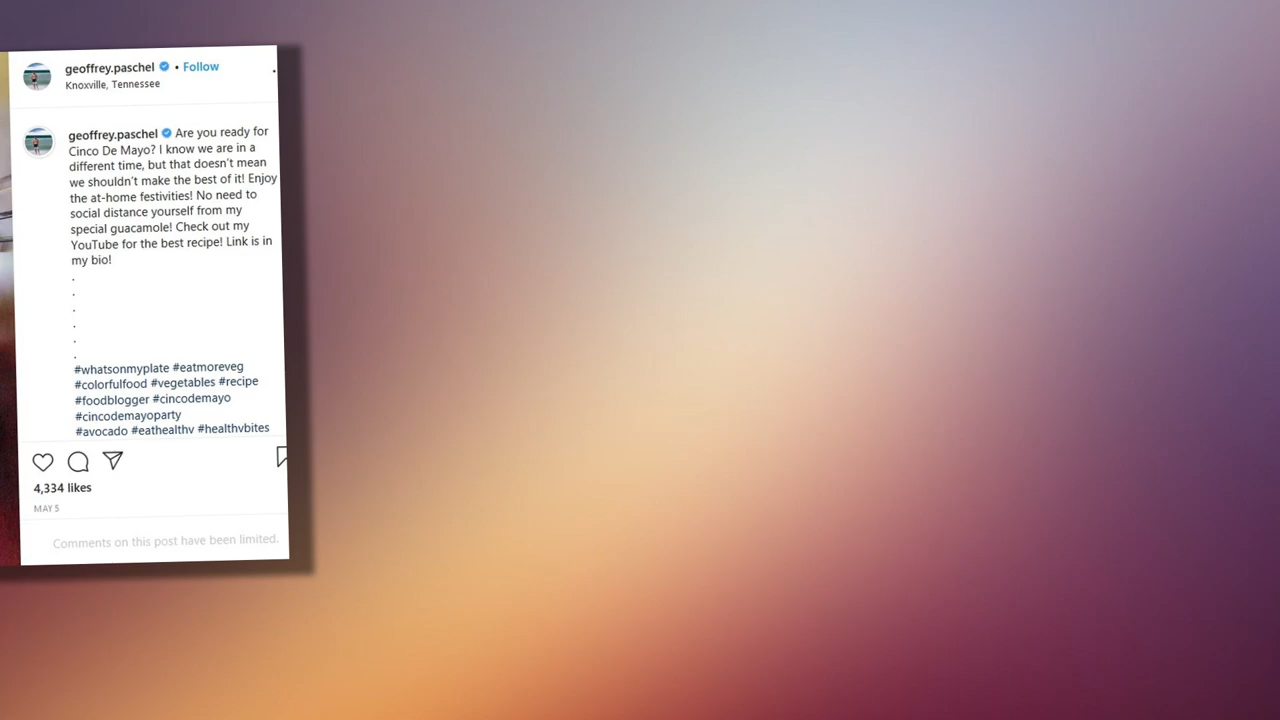 geoffrey.paschel • Follow
Knoxville, Tennessee
geoffrey.paschel Are you ready for
Cinco De Mayo? I know we are in a
different time, but that doesn't mean
we shouldn't make the best of it! Enjoy
the at-home festivities! No need to
social distance yourself from my
special guacamole! Check out my
YouTube for the best recipe! Link is in
my bio!
.
.
.
.
.
.
#whatsonmyplate #eatmoreveg
#colorfulfood #vegetables #recipe
#foodblogger #cincodemayo
#cincodemayoparty
#avocado #eathealthy #healthybites
4,334 likes
MAY 5
Comments on this post have been limited.